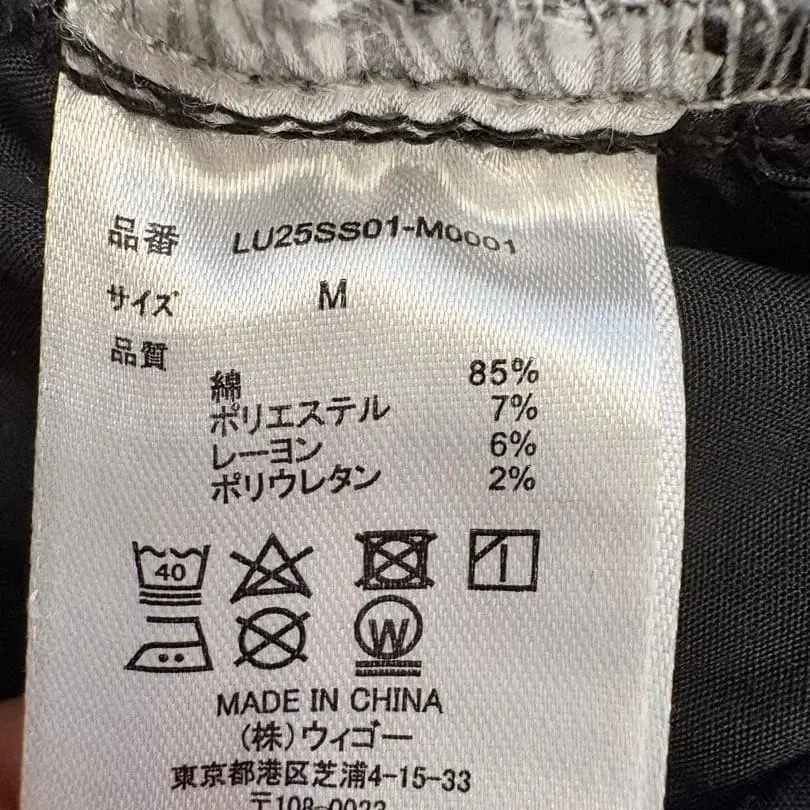 品番 LU25SS01-M0001
サイズ M
品質
綿 85%
ポリエステル 7%
レーヨン 6%
ポリウレタン 2%
40
W
MADE IN CHINA
(株)ウィゴー
東京都港区芝浦4-15-33
〒108-0023